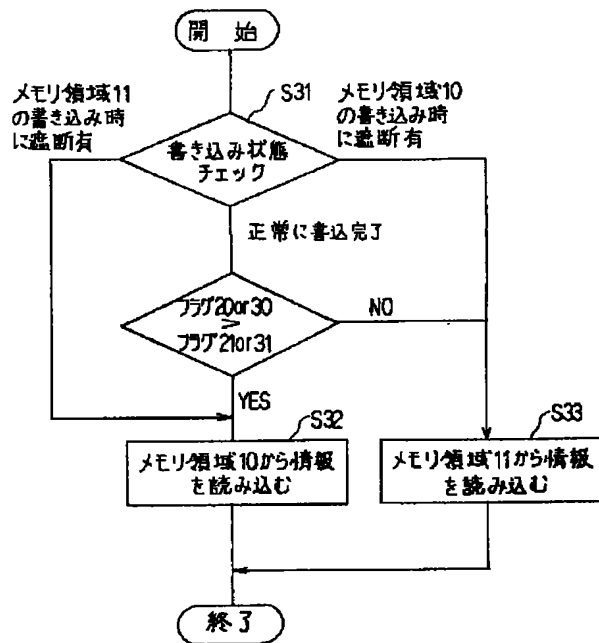 開 始
メモリ領域11
の書き込み時
に遮断有
S31
メモリ領域10
の書き込み時
に遮断有
書き込み状態
チェック
正常に書込完了
フラグ20or30
>
フラグ21or31
NO
YES
S32
メモリ領域10から情報
を読み込む
S33
メモリ領域11から情報
を読み込む
終了